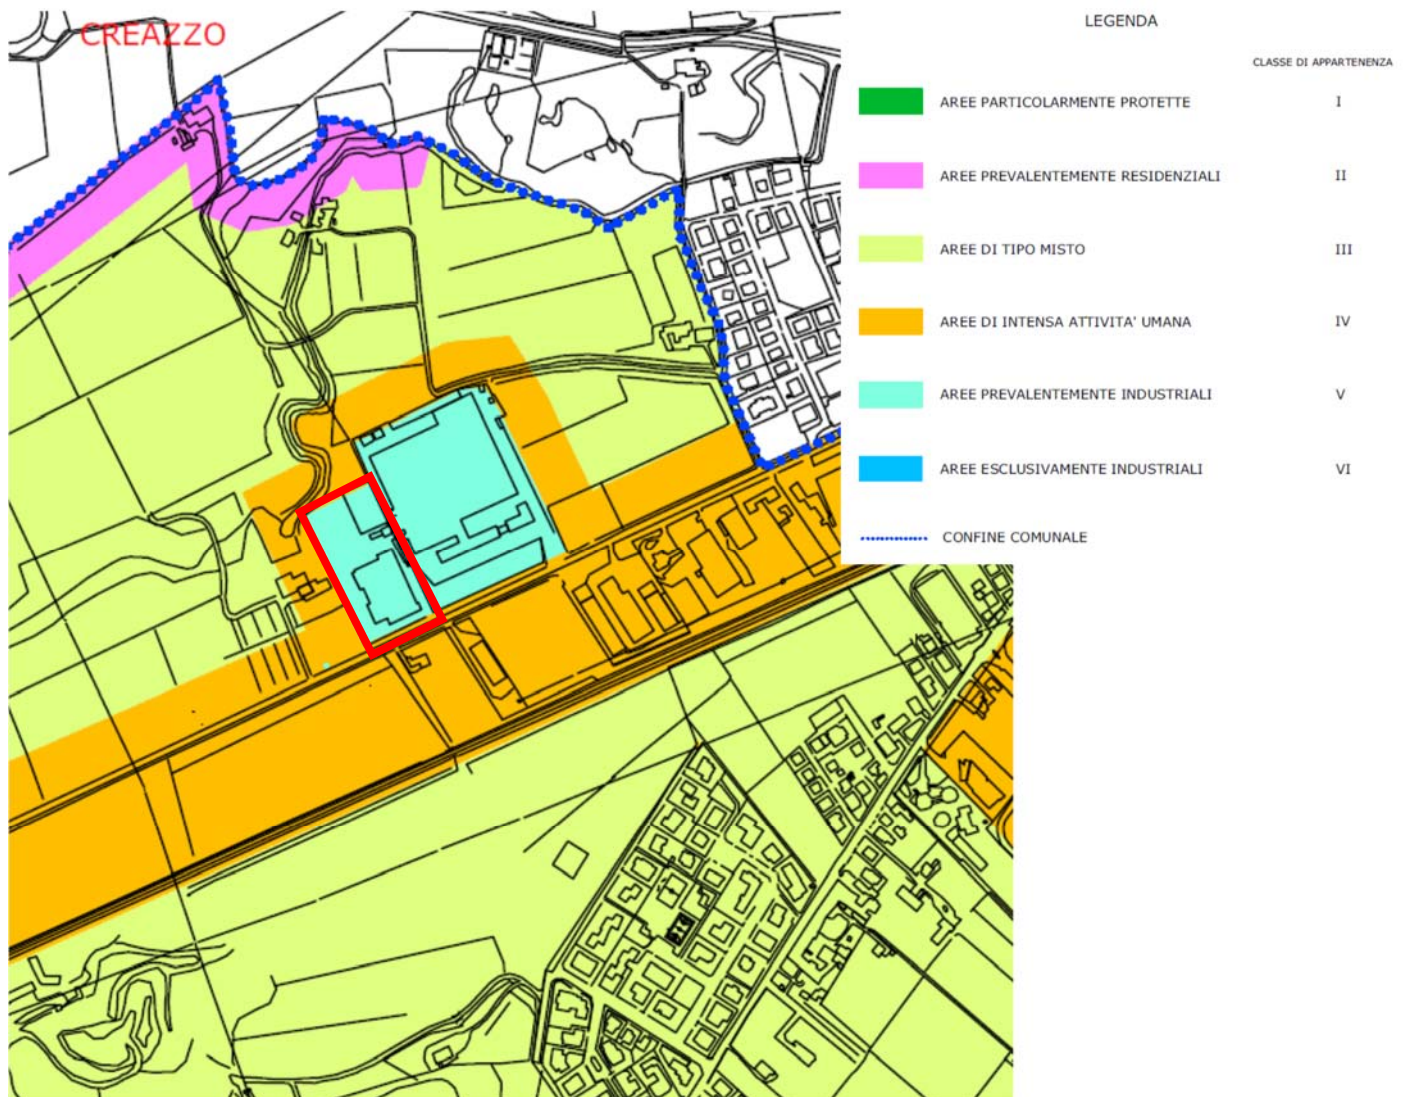 CREAZZO
LEGENDA
CLASSE DI APPARTENENZA
AREE PARTICOLARMENTE PROTETTE I
AREE PREVALENTEMENTE RESIDENZIALI II
AREE DI TIPO MISTO III
AREE DI INTENSA ATTIVITA' UMANA IV
AREE PREVALENTEMENTE INDUSTRIALI V
AREE ESCLUSIVAMENTE INDUSTRIALI VI
CONFINE COMUNALE